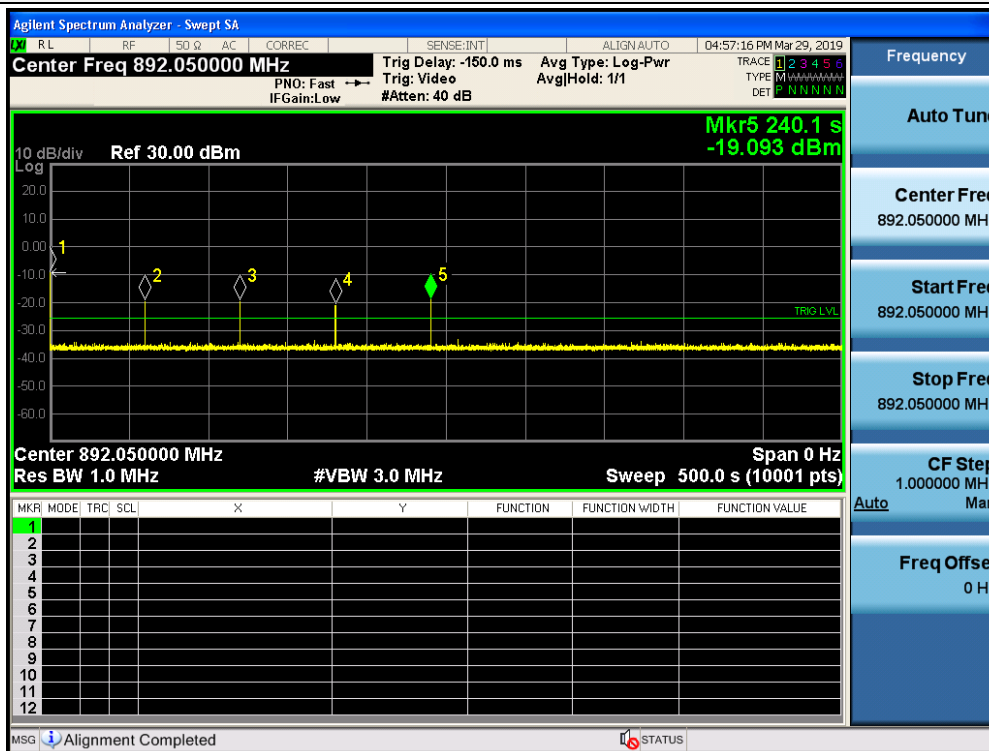 Agilent Spectrum Analyzer - Swept SA
LXI RL RF 50 Ω AC CORREC SENSE:INT ALIGN AUTO 04:57:16 PM Mar 29, 2019
Center Freq 892.050000 MHz
PNO: Fast
IFGain:Low
Trig Delay: -150.0 ms
Trig: Video
#Atten: 40 dB
Avg Type: Log-Pwr
Avg|Hold: 1/1
TRACE 1 2 3 4 5 6
TYPE M
DET P N N N N N
Mkr5 240.1 s
-19.093 dBm
10 dB/div Ref 30.00 dBm
Log
20.0
10.0
0.00
-10.0
-20.0
-30.0
-40.0
-50.0
-60.0
1
2
3
4
5
TRIG LVL
Center 892.050000 MHz Span 0 Hz
Res BW 1.0 MHz #VBW 3.0 MHz Sweep 500.0 s (10001 pts)
MKR MODE TRC SCL X Y FUNCTION FUNCTION WIDTH FUNCTION VALUE
1
2
3
4
5
6
7
8
9
10
11
12
MSG Alignment Completed STATUS
Frequency
Auto Tun
Center Fre
892.050000 MH
Start Fre
892.050000 MH
Stop Fre
892.050000 MH
CF Step
1.000000 MH
Auto Ma
Freq Offse
0 H